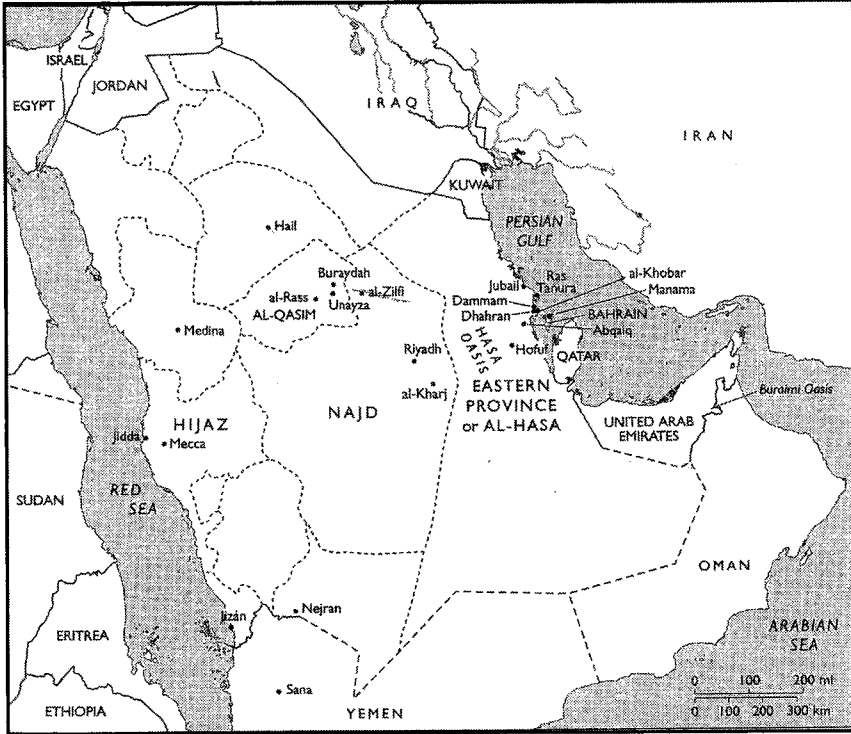 ISRAEL
JORDAN
EGYPT
IRAQ
IRAN
KUWAIT
PERSIAN
GULF
Hail
Buraydah
al-Rass
al-Zilfi
Unayza
AL-QASIM
Medina
Jubail
Ras
Tanura
al-Khobar
Dammam
Manama
Dhahran
BAHRAIN
Abqaiq
HASA
OASIS
Hofuf
QATAR
Riyadh
al-Kharj
EASTERN
PROVINCE
or AL-HASA
Buraimi Oasis
UNITED ARAB
EMIRATES
HIJAZ
NAJD
Jidda
Mecca
RED
SEA
SUDAN
OMAN
Nejran
Jizan
ERITREA
ARABIAN
SEA
Sana
YEMEN
ETHIOPIA
0 100 200 mi
0 100 200 300 km